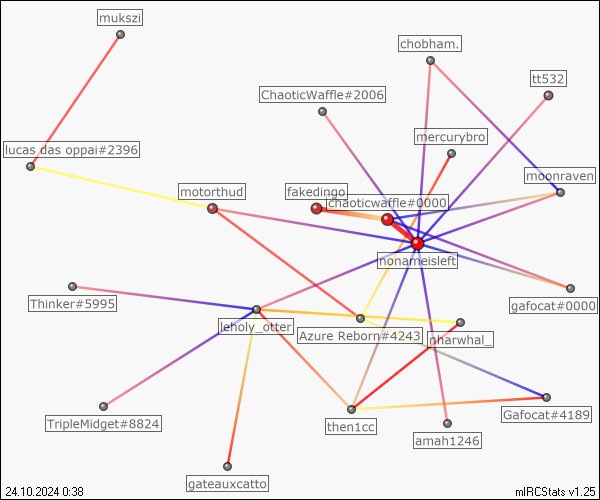 mukszi
chobham.
tt532
ChaoticWaffle#2006
mercurybro
lucas das oppai#2396
moonraven
motorthud
fakedingo
chaoticwaffle#0000
nonameisleft
Thinker#5995
gafocat#0000
leholy_otter
Azure Reborn#4243
nharwhal_
TripleMidget#8824
then1cc
Gafocat#4189
amah1246
gateauxcatto
24.10.2024 0:38
mIRCStats v1.25